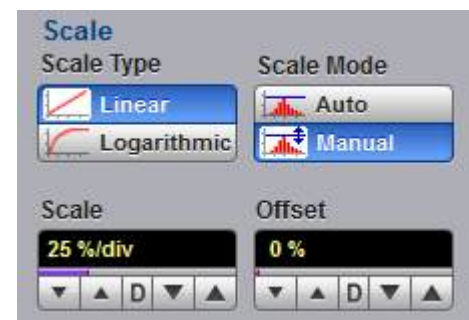 Scale
Scale Type
Scale Mode
Linear
Auto
Logarithmic
Manual
Scale
Offset
25 %/div
0 %
D
D